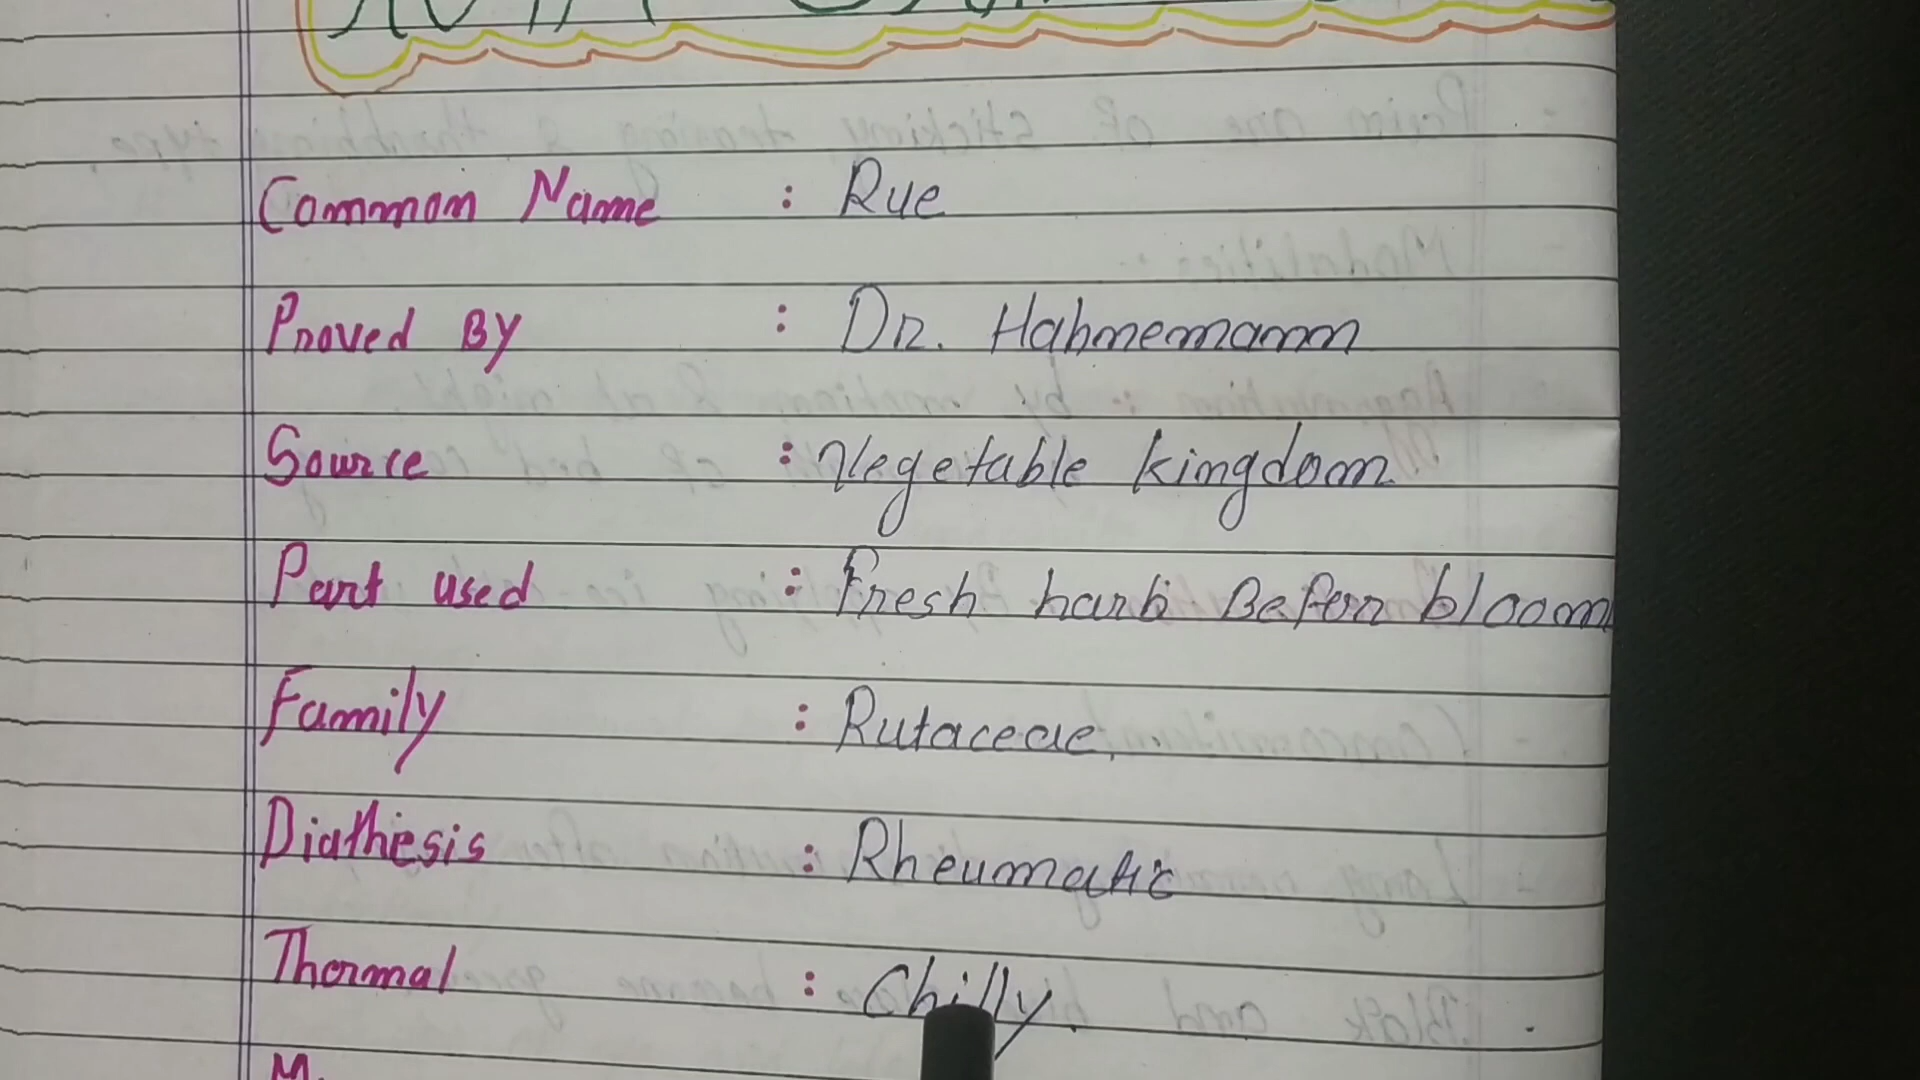 Common Name : Rue
Proved By : Dr. Hahnemann
Source : Vegetable kingdom
Part used : Fresh harb Before bloom
Family : Rutaceae
Diathesis : Rheumatic
Thermal : Chilly